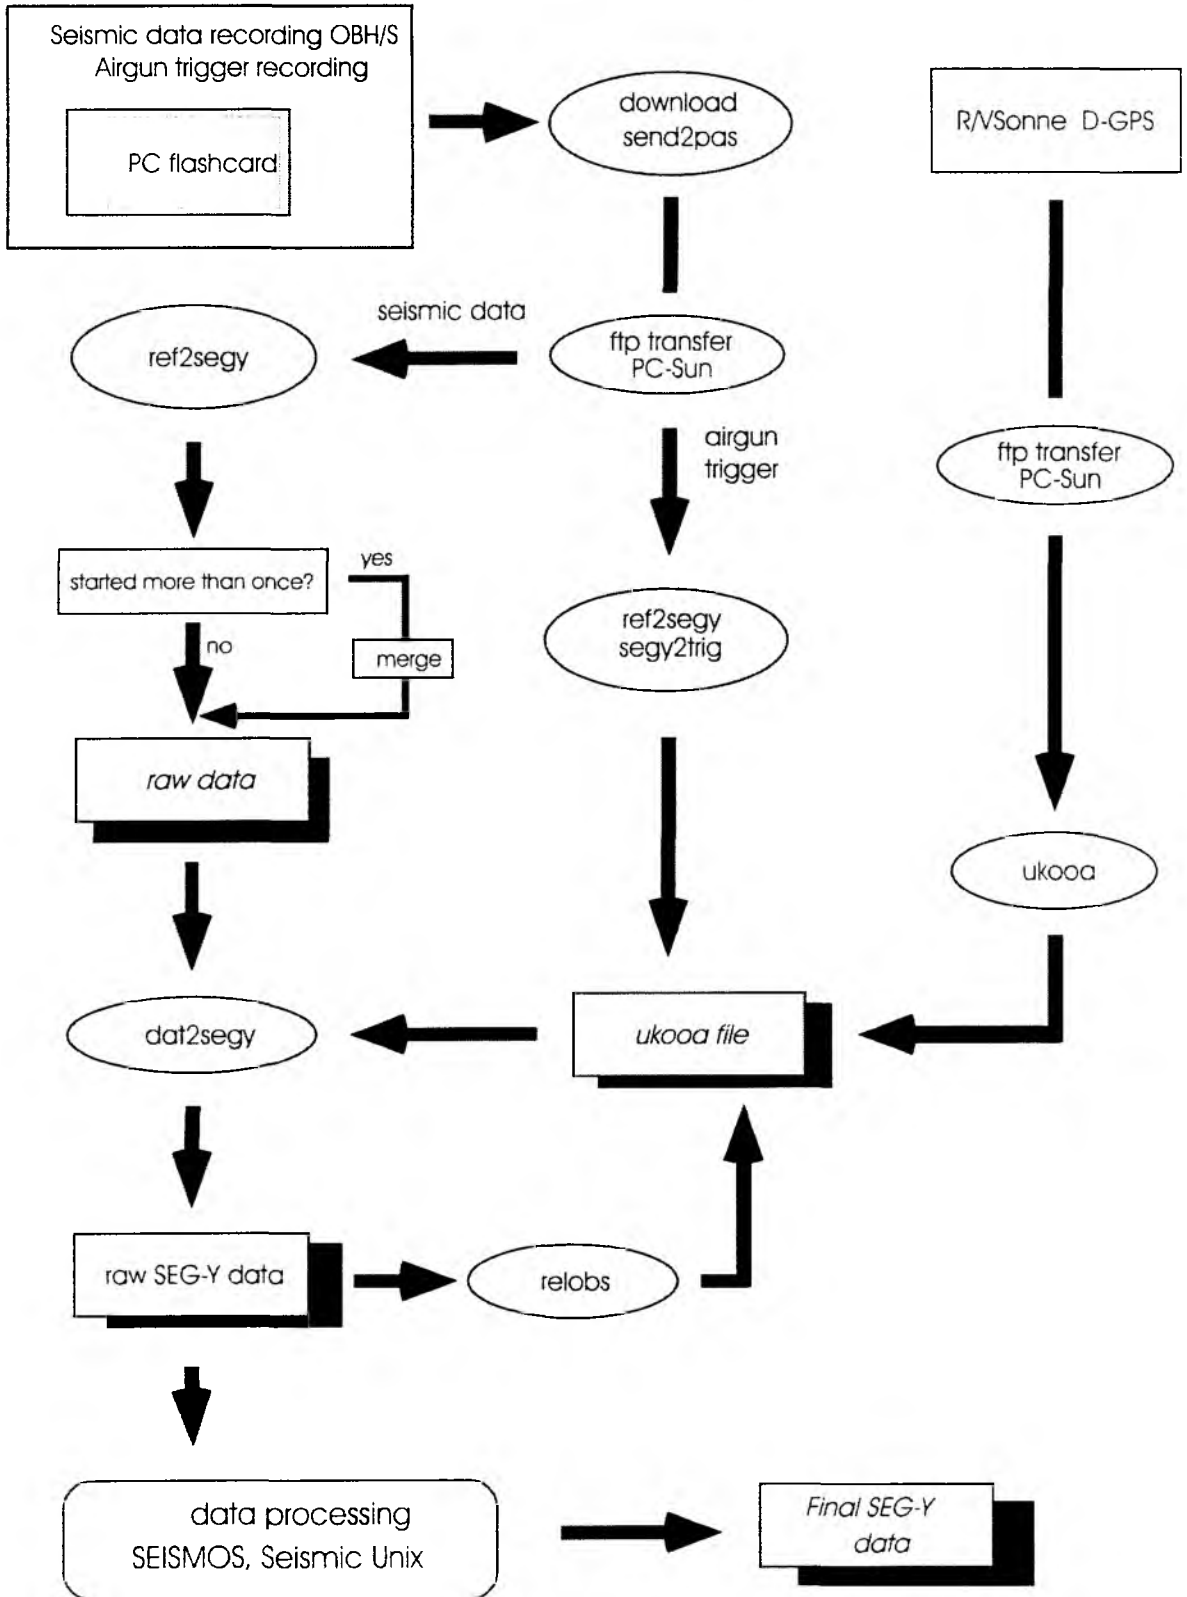 Seismic data recording OBH/S
Airgun trigger recording
PC flashcard
download
send2pas
R/VSonne D-GPS
seismic data
ref2segy
ftp transfer
PC-Sun
airgun
trigger
ftp transfer
PC-Sun
started more than once?
yes
no
merge
ref2segy
segy2trig
raw data
ukooa
dat2segy
ukooa file
raw SEG-Y data
relobs
data processing
SEISMOS, Seismic Unix
Final SEG-Y
data